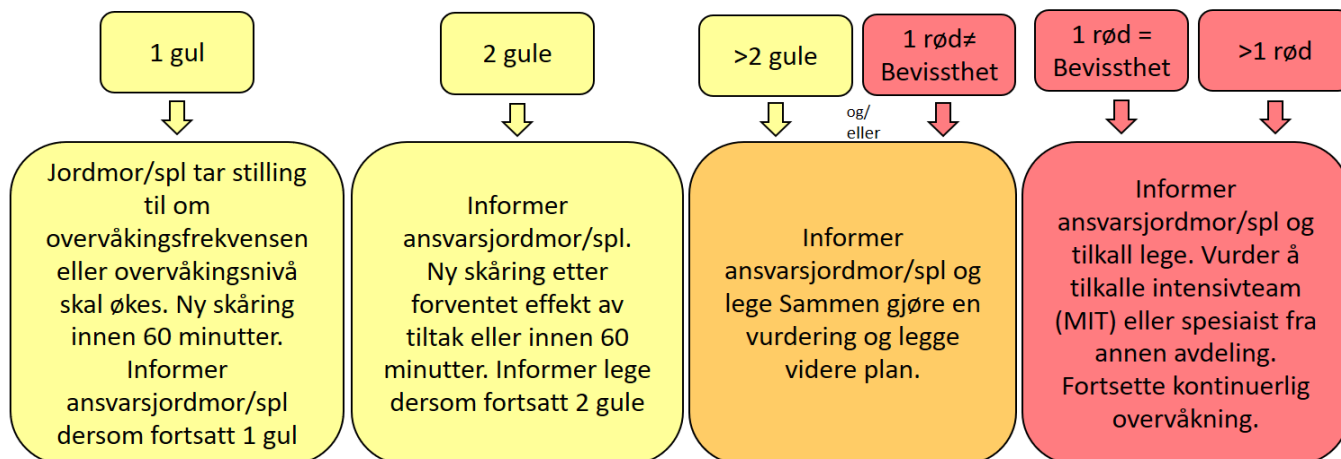 1 gul
2 gule
>2 gule
1 rød≠
Bevissthet
1 rød =
Bevissthet
>1 rød
og/
eller
Jordmor/spl tar stilling
til om
overvåkingsfrekvensen
eller overvåkingsnivå
skal økes. Ny skåring
innen 60 minutter.
Informer
ansvarsjordmor/spl
dersom fortsatt 1 gul
Informer
ansvarsjordmor/spl.
Ny skåring etter
forventet effekt av
tiltak eller innen 60
minutter. Informer lege
dersom fortsatt 2 gule
Informer
ansvarsjordmor/spl og
lege Sammen gjøre en
vurdering og legge
videre plan.
Informer
ansvarsjordmor/spl og
tilkall lege. Vurder å
tilkalle intensivteam
(MIT) eller spesiaist fra
annen avdeling.
Fortsette kontinuerlig
overvåkning.